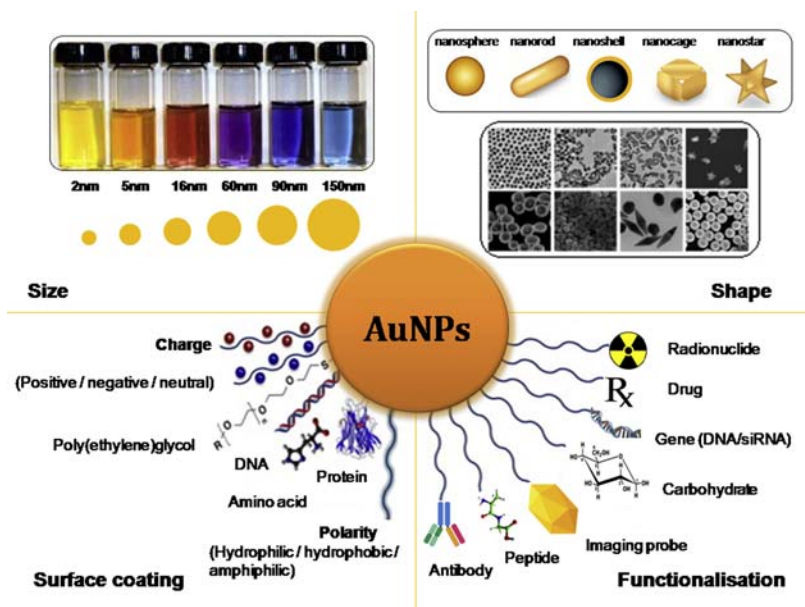 2nm 5nm 16nm 60nm 90nm 150nm
Size
nanosphere nanorod nanoshell nanocage nanostar
Shape
AuNPs
Charge
(Positive / negative / neutral)
S
O
O
n
R
Poly(ethylene)glycol
DNA
Protein
Amino acid
Polarity
(Hydrophilic / hydrophobic /
amphiphilic)
Surface coating
Radionuclide
Rx
Drug
Gene (DNA/siRNA)
Carbohydrate
Imaging probe
Peptide
Antibody
Functionalisation